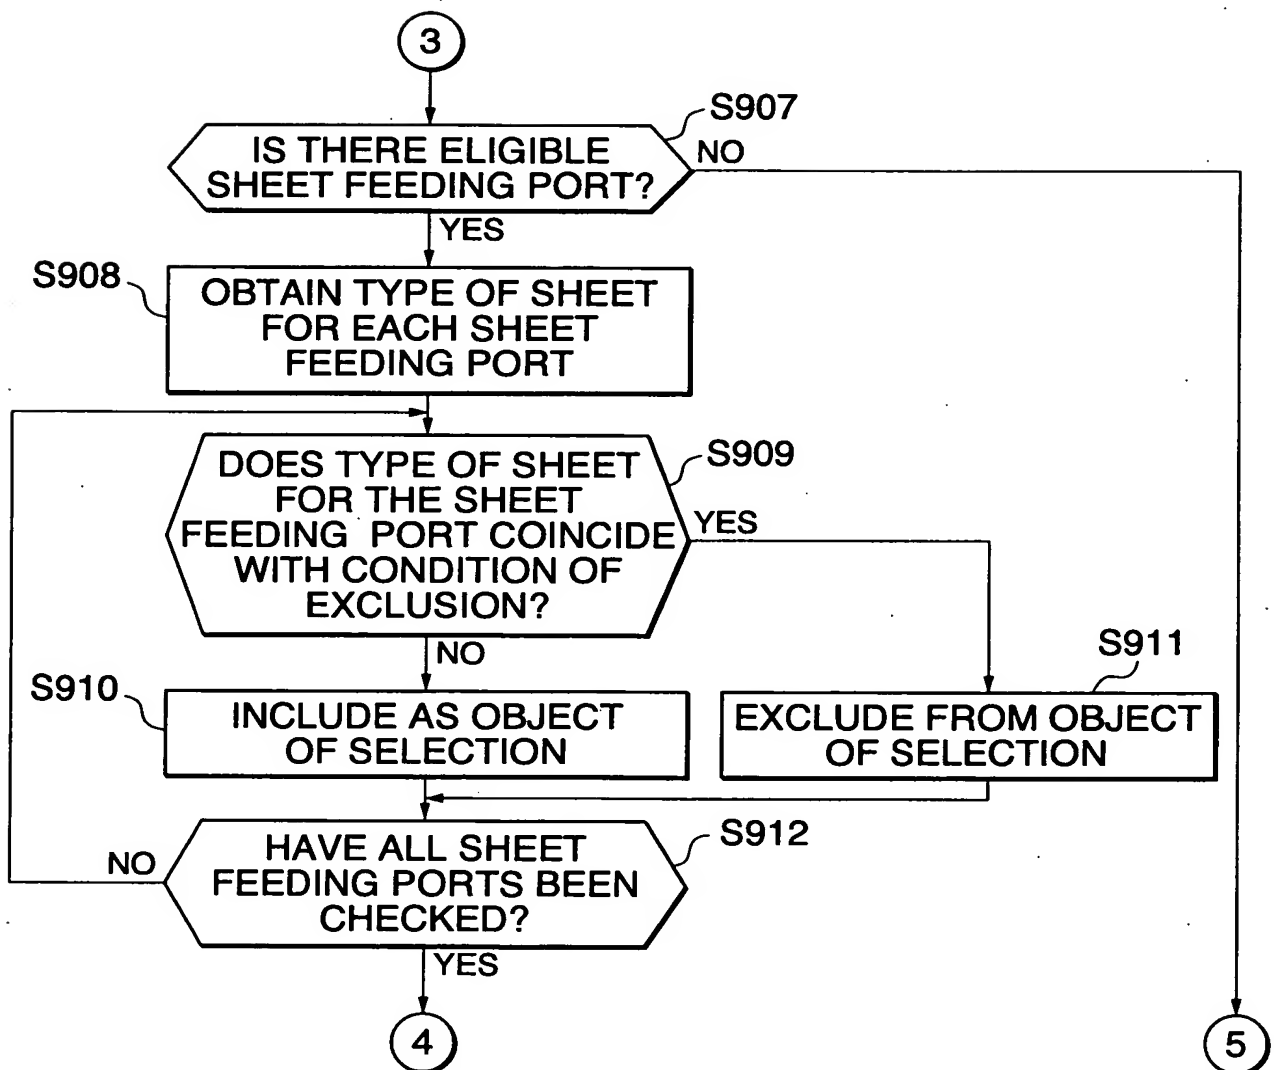 3
S907
IS THERE ELIGIBLE
SHEET FEEDING PORT?
NO
YES
S908
OBTAIN TYPE OF SHEET
FOR EACH SHEET
FEEDING PORT
S909
DOES TYPE OF SHEET
FOR THE SHEET
FEEDING PORT COINCIDE
WITH CONDITION OF
EXCLUSION?
YES
NO
S910
INCLUDE AS OBJECT
OF SELECTION
S911
EXCLUDE FROM OBJECT
OF SELECTION
S912
HAVE ALL SHEET
FEEDING PORTS BEEN
CHECKED?
NO
YES
4
5